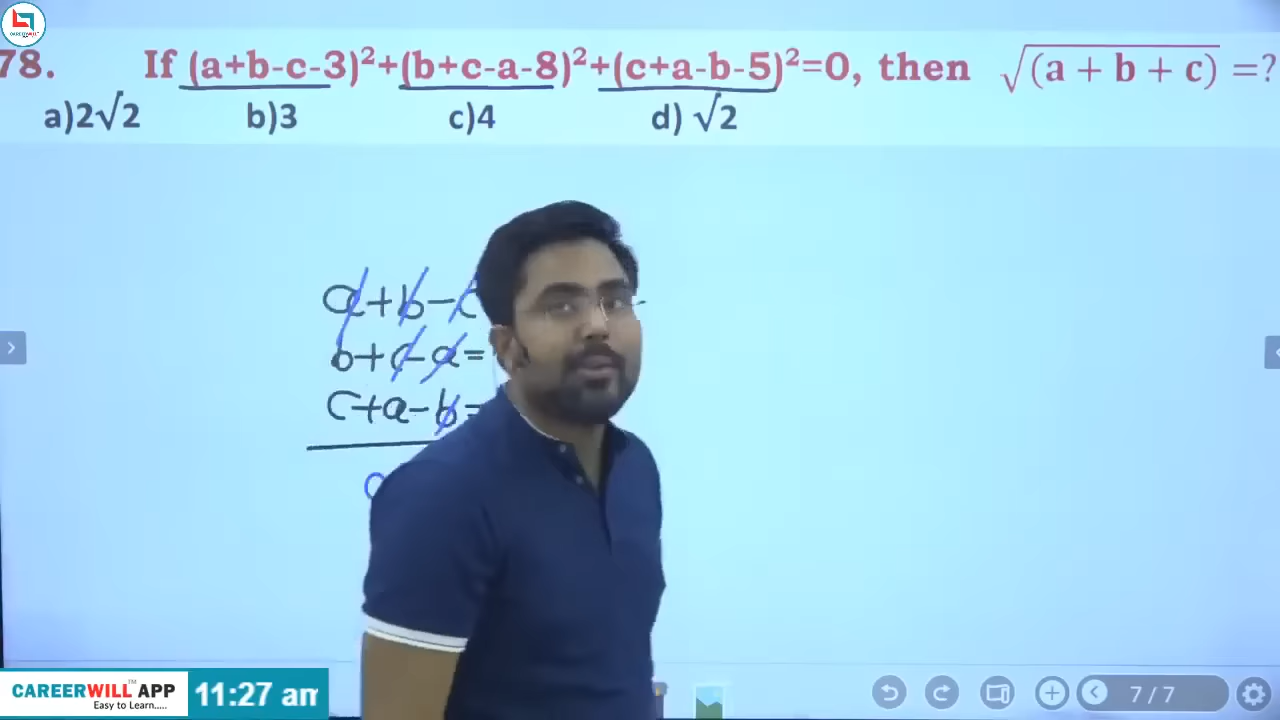 CAREERWILL
78. If (a+b-c-3)²+(b+c-a-8)²+(c+a-b-5)²=0, then √(a + b + c) =?
a)2√2 b)3 c)4 d) √2
a+b-c
b+c-a=
c+a-b=
CAREERWILL™ APP
Easy to Learn.....
11:27 am
7 / 7